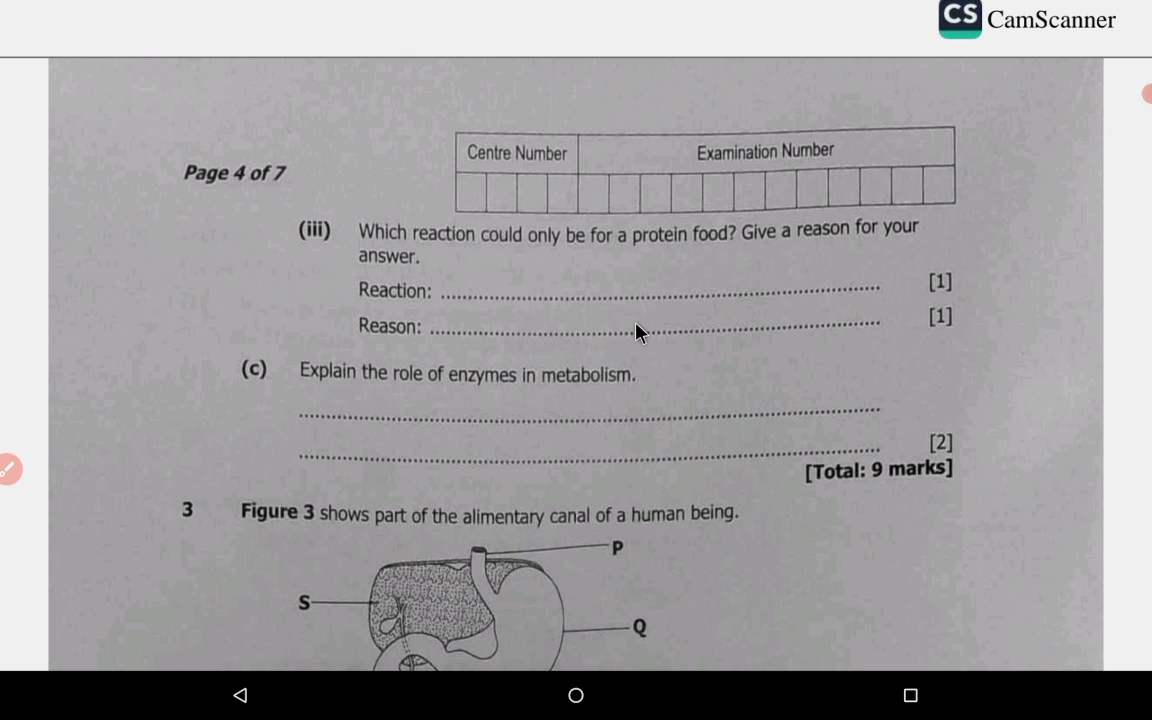 CS CamScanner
Centre Number Examination Number
Page 4 of 7
(iii) Which reaction could only be for a protein food? Give a reason for your
answer.
Reaction: ........................................ [1]
Reason: ........................................ [1]
(c) Explain the role of enzymes in metabolism.
........................................
........................................ [2]
[Total: 9 marks]
3 Figure 3 shows part of the alimentary canal of a human being.
P
S
Q